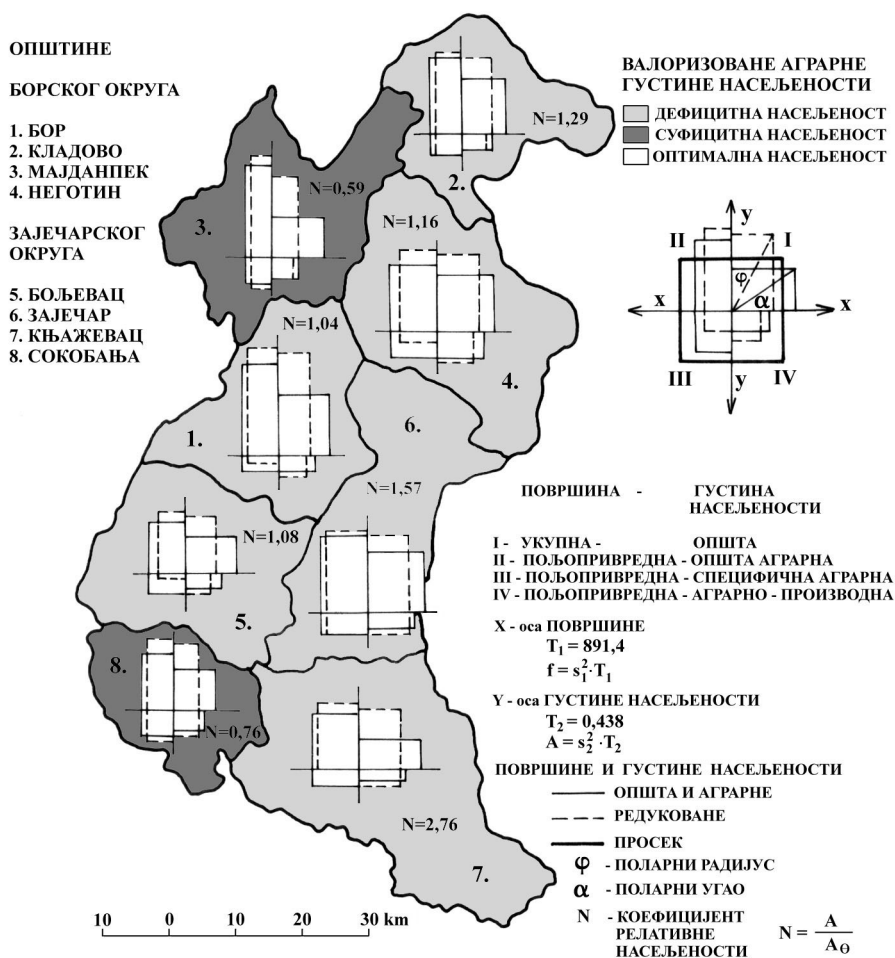 ОПШТИНЕ
БОРСКОГ ОКРУГА
1. БОР
2. КЛАДОВО
3. МАЈДАНПЕК
4. НЕГОТИН
ЗАЈЕЧАРСКОГ
ОКРУГА
5. БОЉЕВАЦ
6. ЗАЈЕЧАР
7. КЊАЖЕВАЦ
8. СОКОБАЊА
ВАЛОРИЗОВАНЕ АГРАРНЕ
ГУСТИНЕ НАСЕЉЕНОСТИ
ДЕФИЦИТНА НАСЕЉЕНОСТ
СУФИЦИТНА НАСЕЉЕНОСТ
ОПТИМАЛНА НАСЕЉЕНОСТ
N=1,29
2.
N=0,59
3.
N=1,16
4.
N=1,04
1.
6.
N=1,57
N=1,08
5.
8.
N=0,76
N=2,76
7.
y
II
I
φ
x
α
x
III
y
IV
ПОВРШИНА - ГУСТИНА
НАСЕЉЕНОСТИ
I - УКУПНА - ОПШТА
II - ПОЉОПРИВРЕДНА - ОПШТА АГРАРНА
III - ПОЉОПРИВРЕДНА - СПЕЦИФИЧНА АГРАРНА
IV - ПОЉОПРИВРЕДНА - АГРАРНО - ПРОИЗВОДНА
X - оса ПОВРШИНЕ
T₁ = 891,4
f = s₁²·T₁
Y - оса ГУСТИНЕ НАСЕЉЕНОСТИ
T₂ = 0,438
A = s₂²·T₂
ПОВРШИНЕ И ГУСТИНЕ НАСЕЉЕНОСТИ
ОПШТА И АГРАРНЕ
РЕДУКОВАНЕ
ПРОСЕК
φ - ПОЛАРНИ РАДИЈУС
α - ПОЛАРНИ УГАО
N - КОЕФИЦИЈЕНТ
РЕЛАТИВНЕ
НАСЕЉЕНОСТИ
N = A / A₀
10 0 10 20 30 km